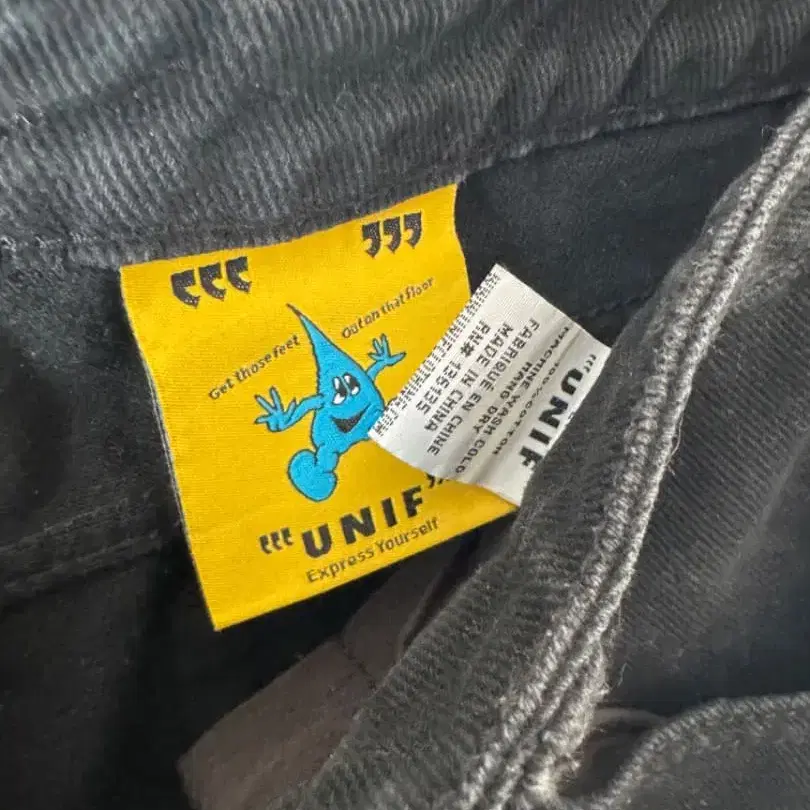 “““ ”””
Get those feet
Out on that floor
“““UNIF”
Express Yourself
“UNIF
100% COTTON
MACHINE WASH COLD
HANG DRY
FABRIQUE EN CHINE
MADE IN CHINA
RN# 135135